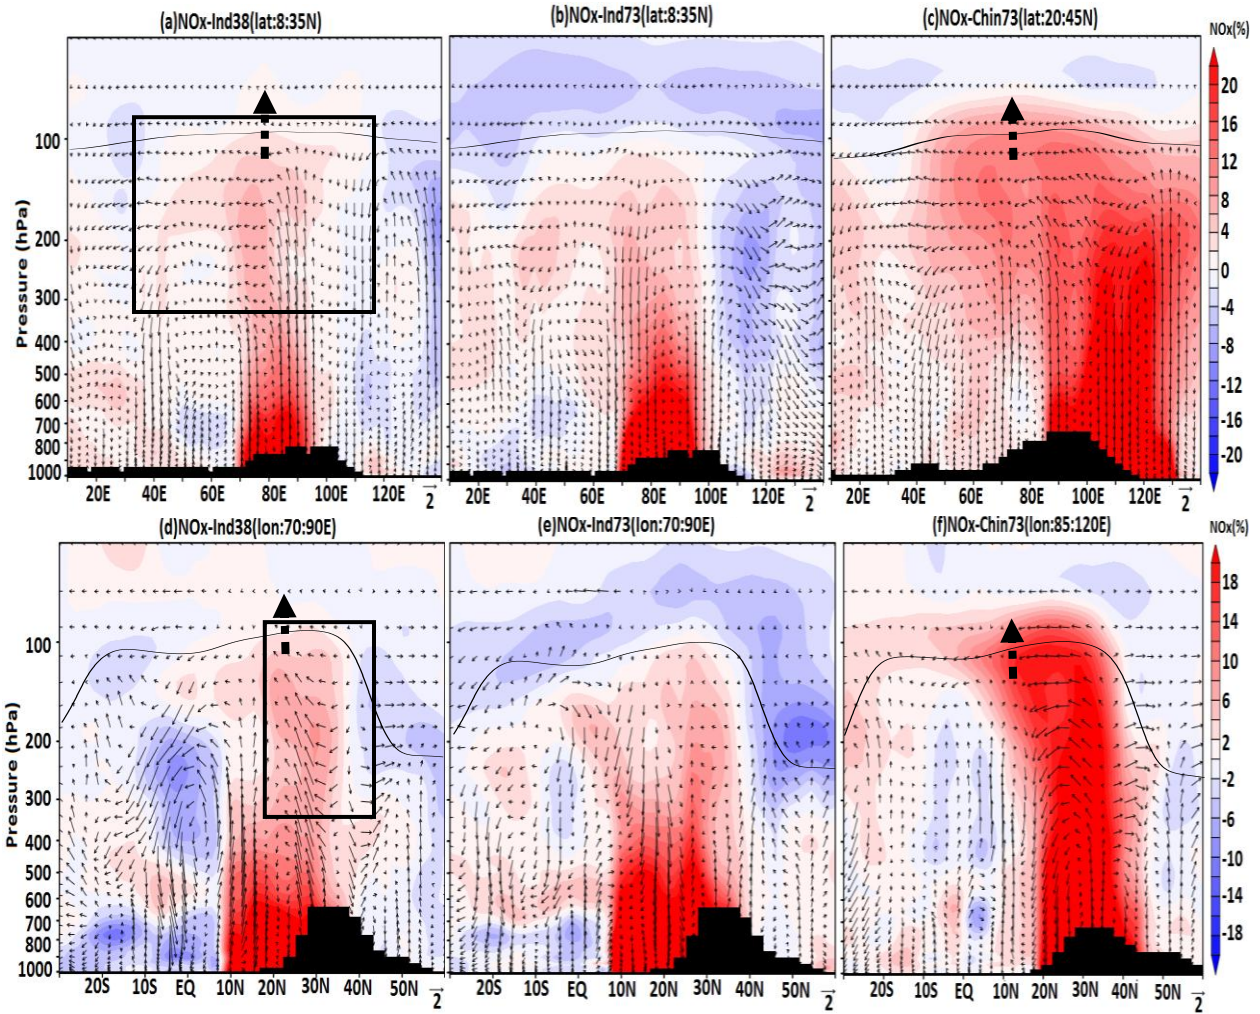 (a)NOx-Ind38(lat:8:35N)
(b)NOx-Ind73(lat:8:35N)
(c)NOx-Chin73(lat:20:45N)
NOx(%)
Pressure (hPa)
100
200
300
400
500
600
700
800
1000
20E 40E 60E 80E 100E 120E 2
20E 40E 60E 80E 100E 120E 2
20E 40E 60E 80E 100E 120E 2
20
16
12
8
4
0
-4
-8
-12
-16
-20
(d)NOx-Ind38(lon:70:90E)
(e)NOx-Ind73(lon:70:90E)
(f)NOx-Chin73(lon:85:120E)
NOx(%)
Pressure (hPa)
100
200
300
400
500
600
700
800
1000
20S 10S EQ 10N 20N 30N 40N 50N 2
20S 10S EQ 10N 20N 30N 40N 50N 2
20S 10S EQ 10N 20N 30N 40N 50N 2
18
14
10
6
2
-2
-6
-10
-14
-18